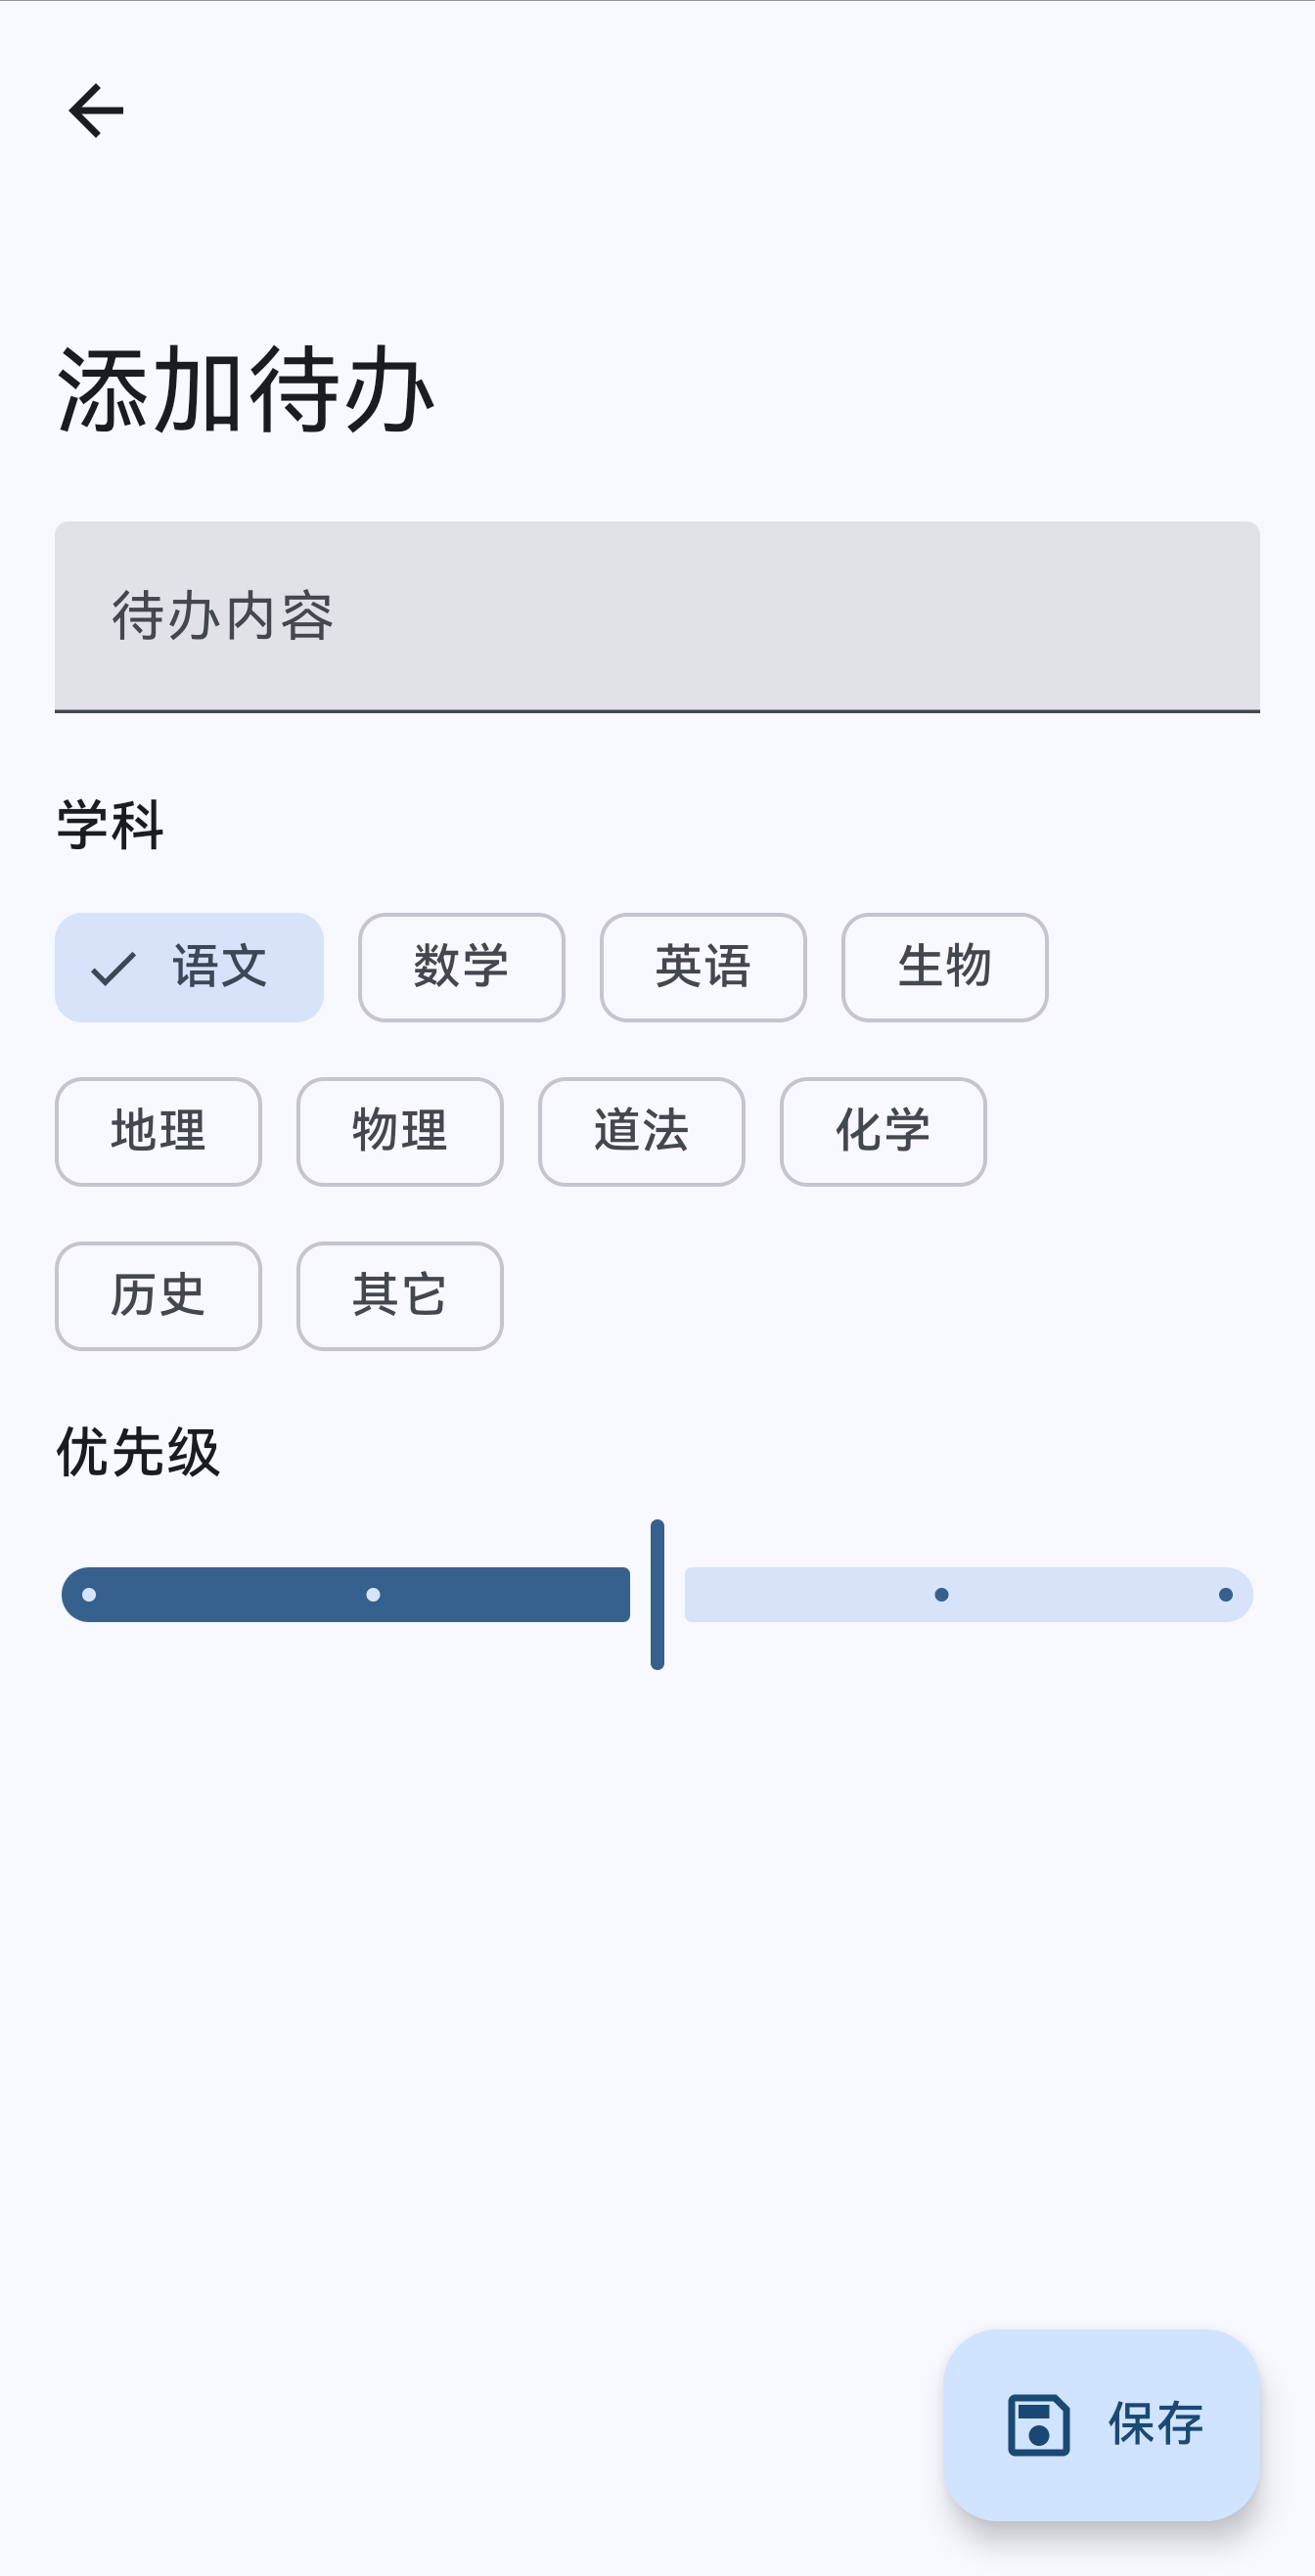 添加待办
待办内容
学科
语文 数学 英语 生物
地理 物理 道法 化学
历史 其它
优先级
保存